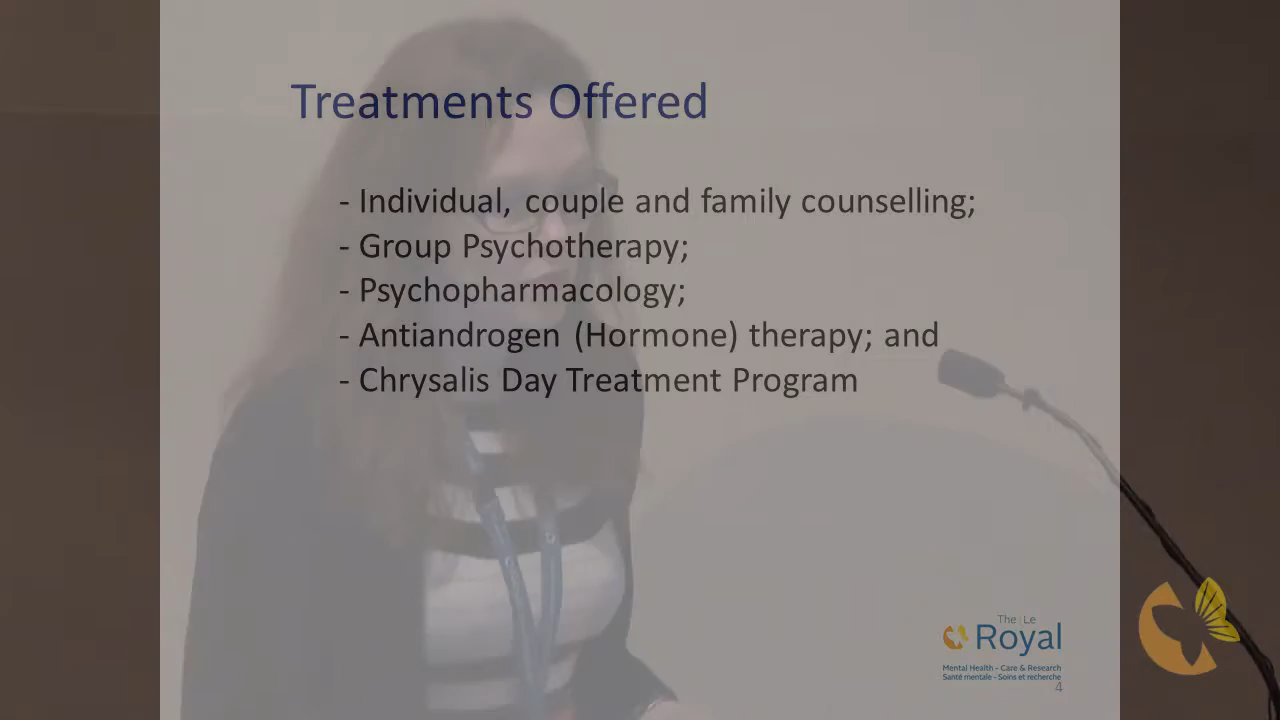 Treatments Offered
- Individual, couple and family counselling;
- Group Psychotherapy;
- Psychopharmacology;
- Antiandrogen (Hormone) therapy; and
- Chrysalis Day Treatment Program
The Le
Royal
Mental Health - Care & Research
Santé mentale - Soins et recherche
4